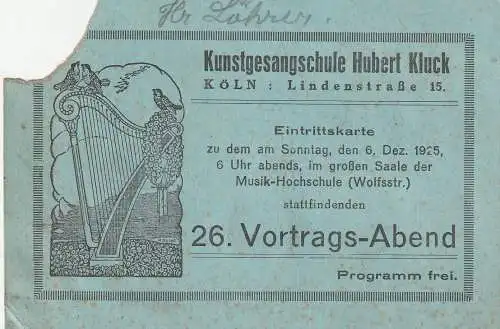 Hr Löhrer.
Kunstgesangschule Hubert Kluck
KÖLN : Lindenstraße 15.
Eintrittskarte
zu dem am Sonntag, den 6. Dez. 1925,
6 Uhr abends, im großen Saale der
Musik-Hochschule (Wolfsstr.)
stattfindenden
26. Vortrags-Abend
Programm frei.